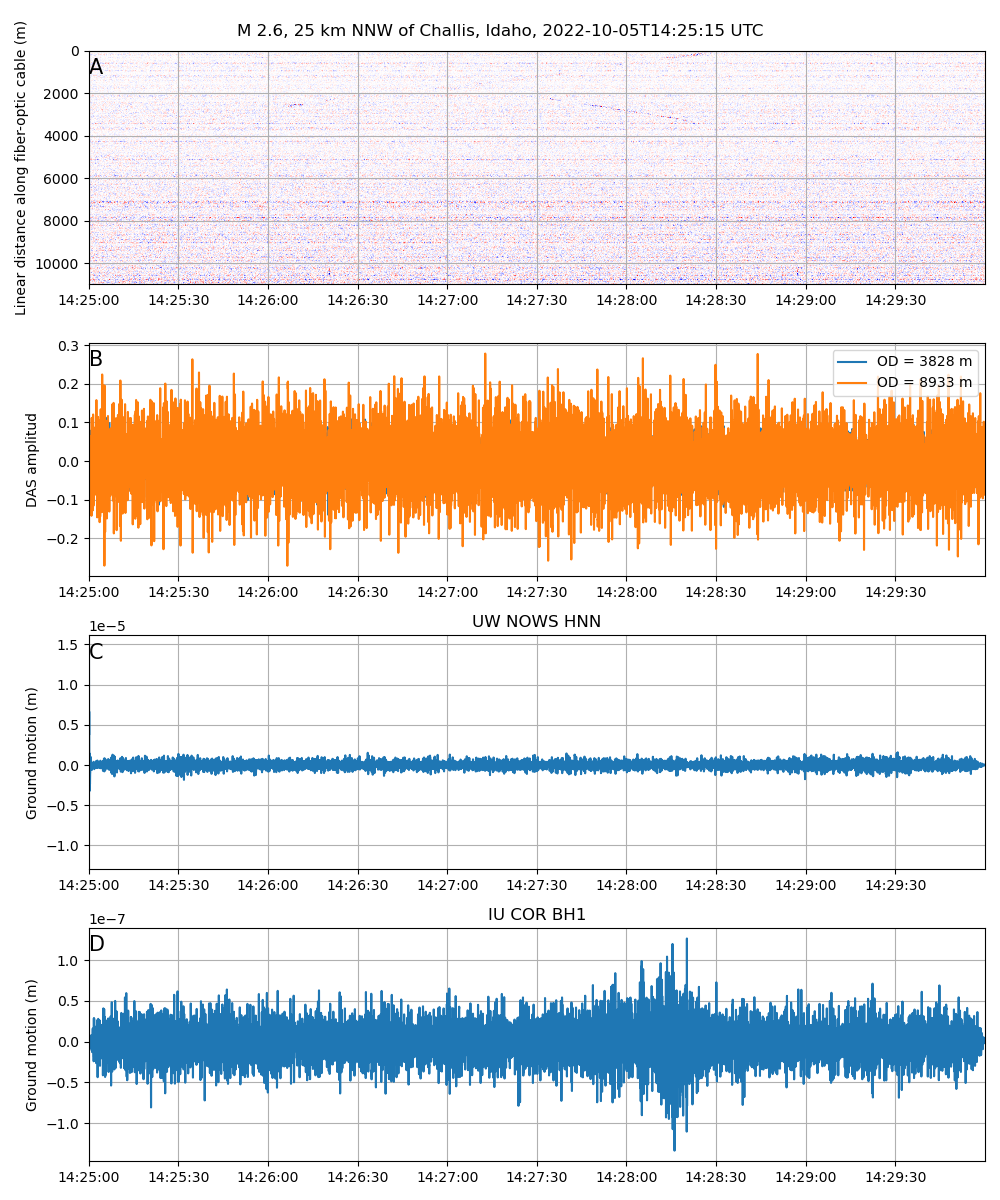 M 2.6, 25 km NNW of Challis, Idaho, 2022-10-05T14:25:15 UTC
A
Linear distance along fiber-optic cable (m)
0
2000
4000
6000
8000
10000
14:25:00 14:25:30 14:26:00 14:26:30 14:27:00 14:27:30 14:28:00 14:28:30 14:29:00 14:29:30
B
DAS amplitud
0.3
0.2
0.1
0.0
−0.1
−0.2
OD = 3828 m
OD = 8933 m
14:25:00 14:25:30 14:26:00 14:26:30 14:27:00 14:27:30 14:28:00 14:28:30 14:29:00 14:29:30
UW NOWS HNN
1e−5
C
Ground motion (m)
1.5
1.0
0.5
0.0
−0.5
−1.0
14:25:00 14:25:30 14:26:00 14:26:30 14:27:00 14:27:30 14:28:00 14:28:30 14:29:00 14:29:30
IU COR BH1
1e−7
D
Ground motion (m)
1.0
0.5
0.0
−0.5
−1.0
14:25:00 14:25:30 14:26:00 14:26:30 14:27:00 14:27:30 14:28:00 14:28:30 14:29:00 14:29:30